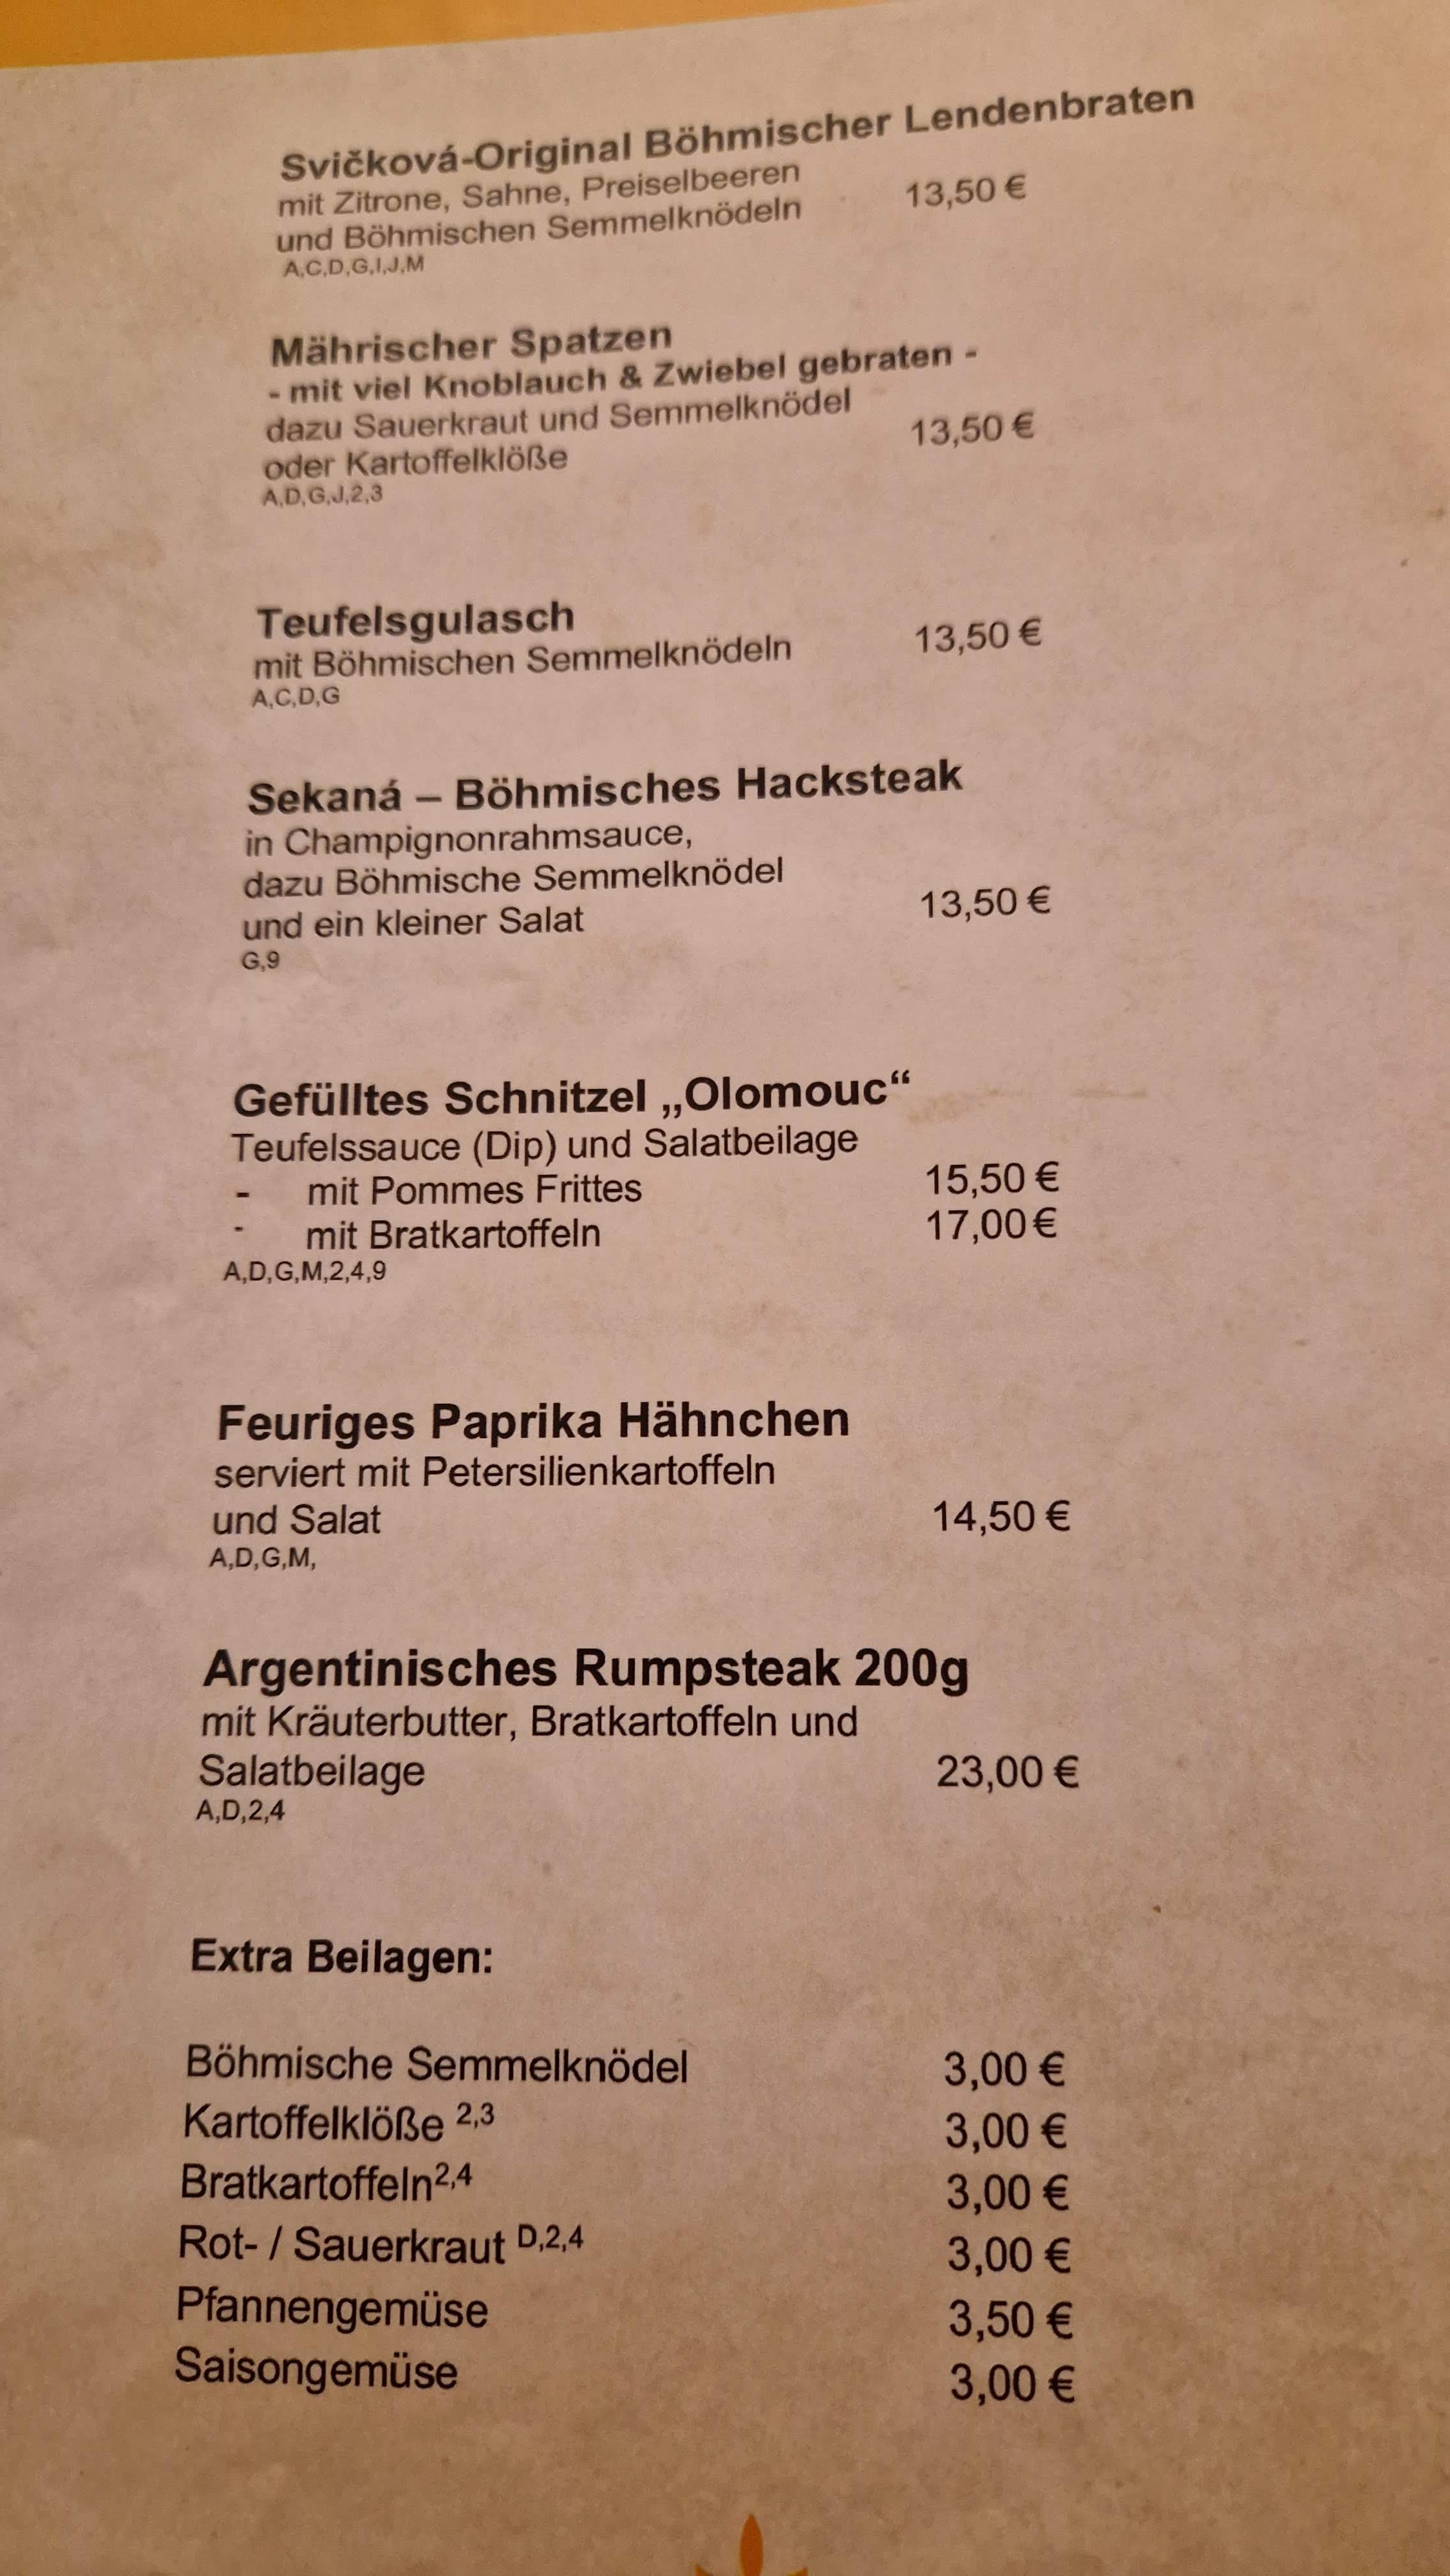 Svičková-Original Böhmischer Lendenbraten
mit Zitrone, Sahne, Preiselbeeren
und Böhmischen Semmelknödeln 13,50 €
A,C,D,G,I,J,M
Mährischer Spatzen
- mit viel Knoblauch & Zwiebel gebraten -
dazu Sauerkraut und Semmelknödel
oder Kartoffelklöße 13,50 €
A,D,G,J,2,3
Teufelsgulasch
mit Böhmischen Semmelknödeln 13,50 €
A,C,D,G
Sekaná – Böhmisches Hacksteak
in Champignonrahmsauce,
dazu Böhmische Semmelknödel
und ein kleiner Salat 13,50 €
G,9
Gefülltes Schnitzel „Olomouc“
Teufelssauce (Dip) und Salatbeilage
- mit Pommes Frittes 15,50 €
- mit Bratkartoffeln 17,00€
A,D,G,M,2,4,9
Feuriges Paprika Hähnchen
serviert mit Petersilienkartoffeln
und Salat 14,50 €
A,D,G,M,
Argentinisches Rumpsteak 200g
mit Kräuterbutter, Bratkartoffeln und
Salatbeilage 23,00 €
A,D,2,4
Extra Beilagen:
Böhmische Semmelknödel 3,00 €
Kartoffelklöße 2,3 3,00 €
Bratkartoffeln2,4 3,00 €
Rot- / Sauerkraut D,2,4 3,00 €
Pfannengemüse 3,50 €
Saisongemüse 3,00 €